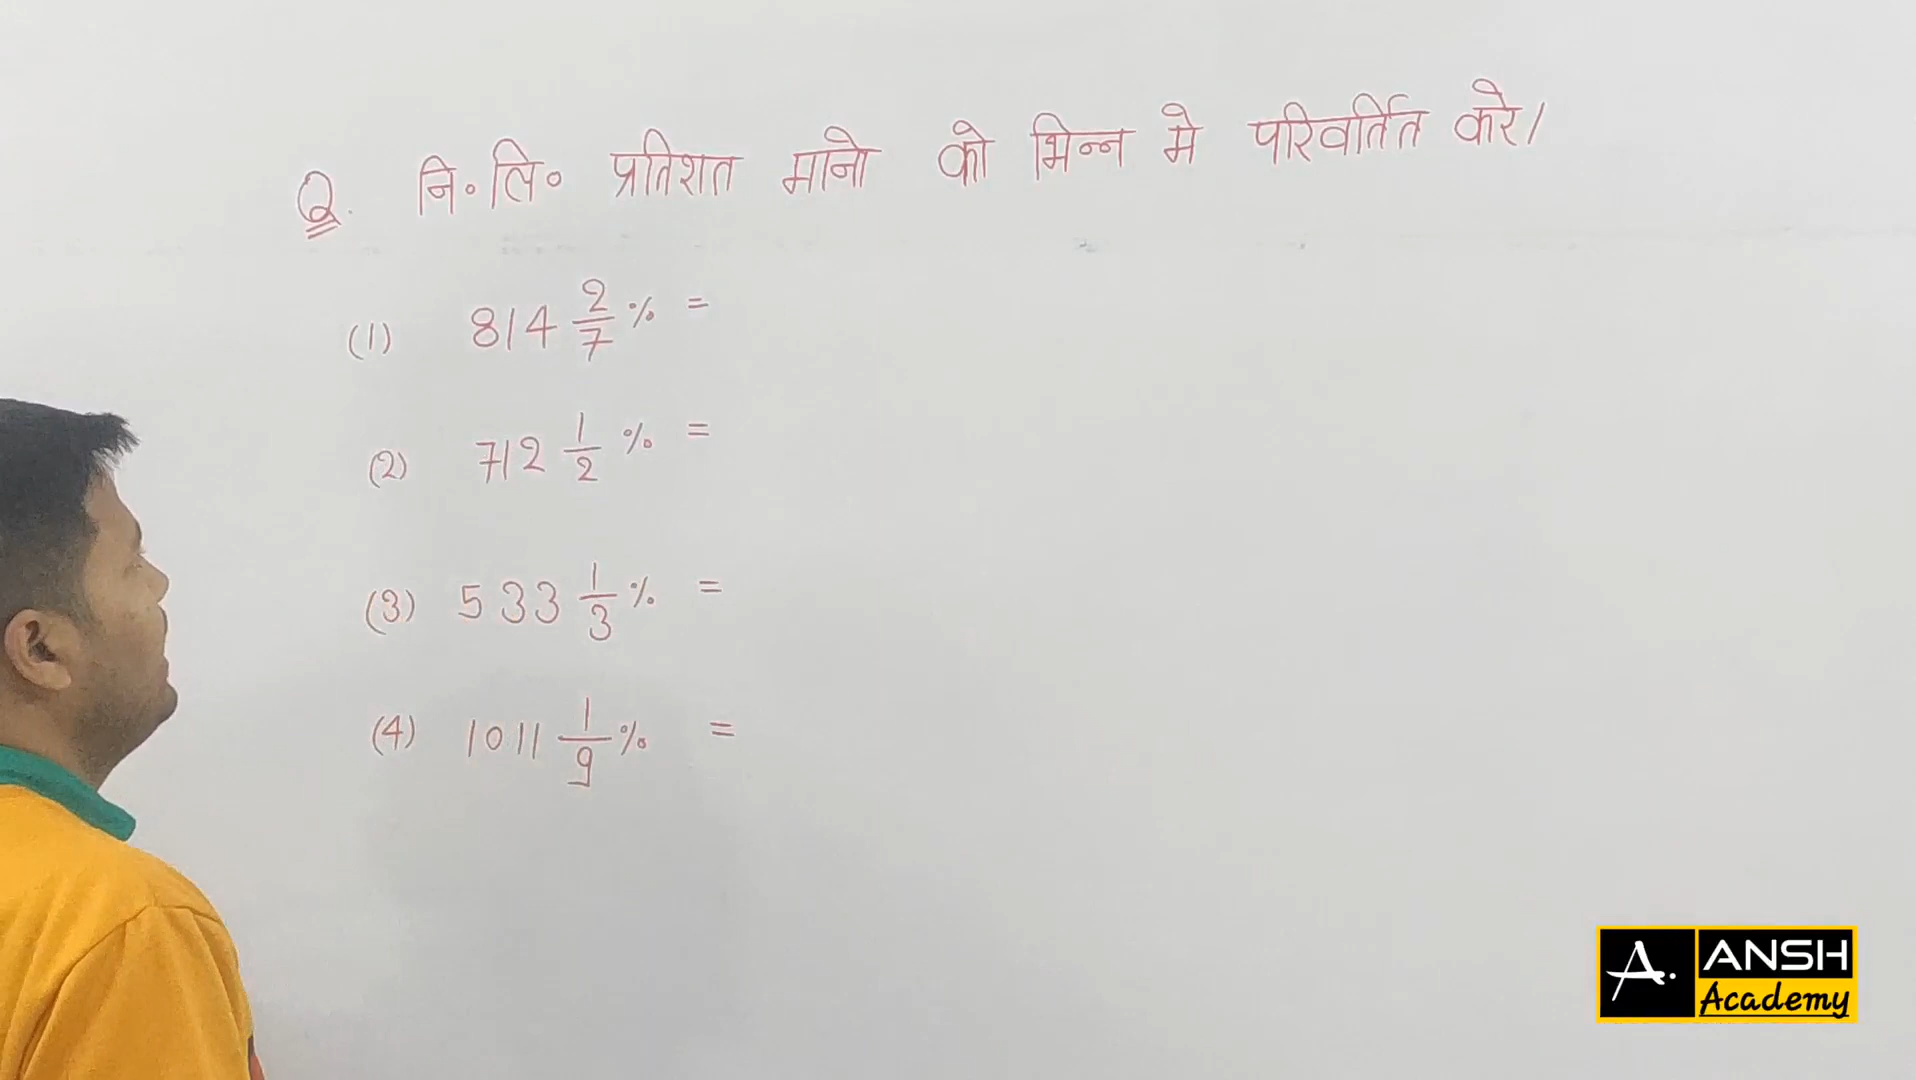 Q. नि॰लि॰ प्रतिशत मानो को भिन्न मे परिवर्तित करे।
(1) 814 2/7 % =
(2) 712 1/2 % =
(3) 533 1/3 % =
(4) 1011 1/9 % =
A. ANSH
Academy